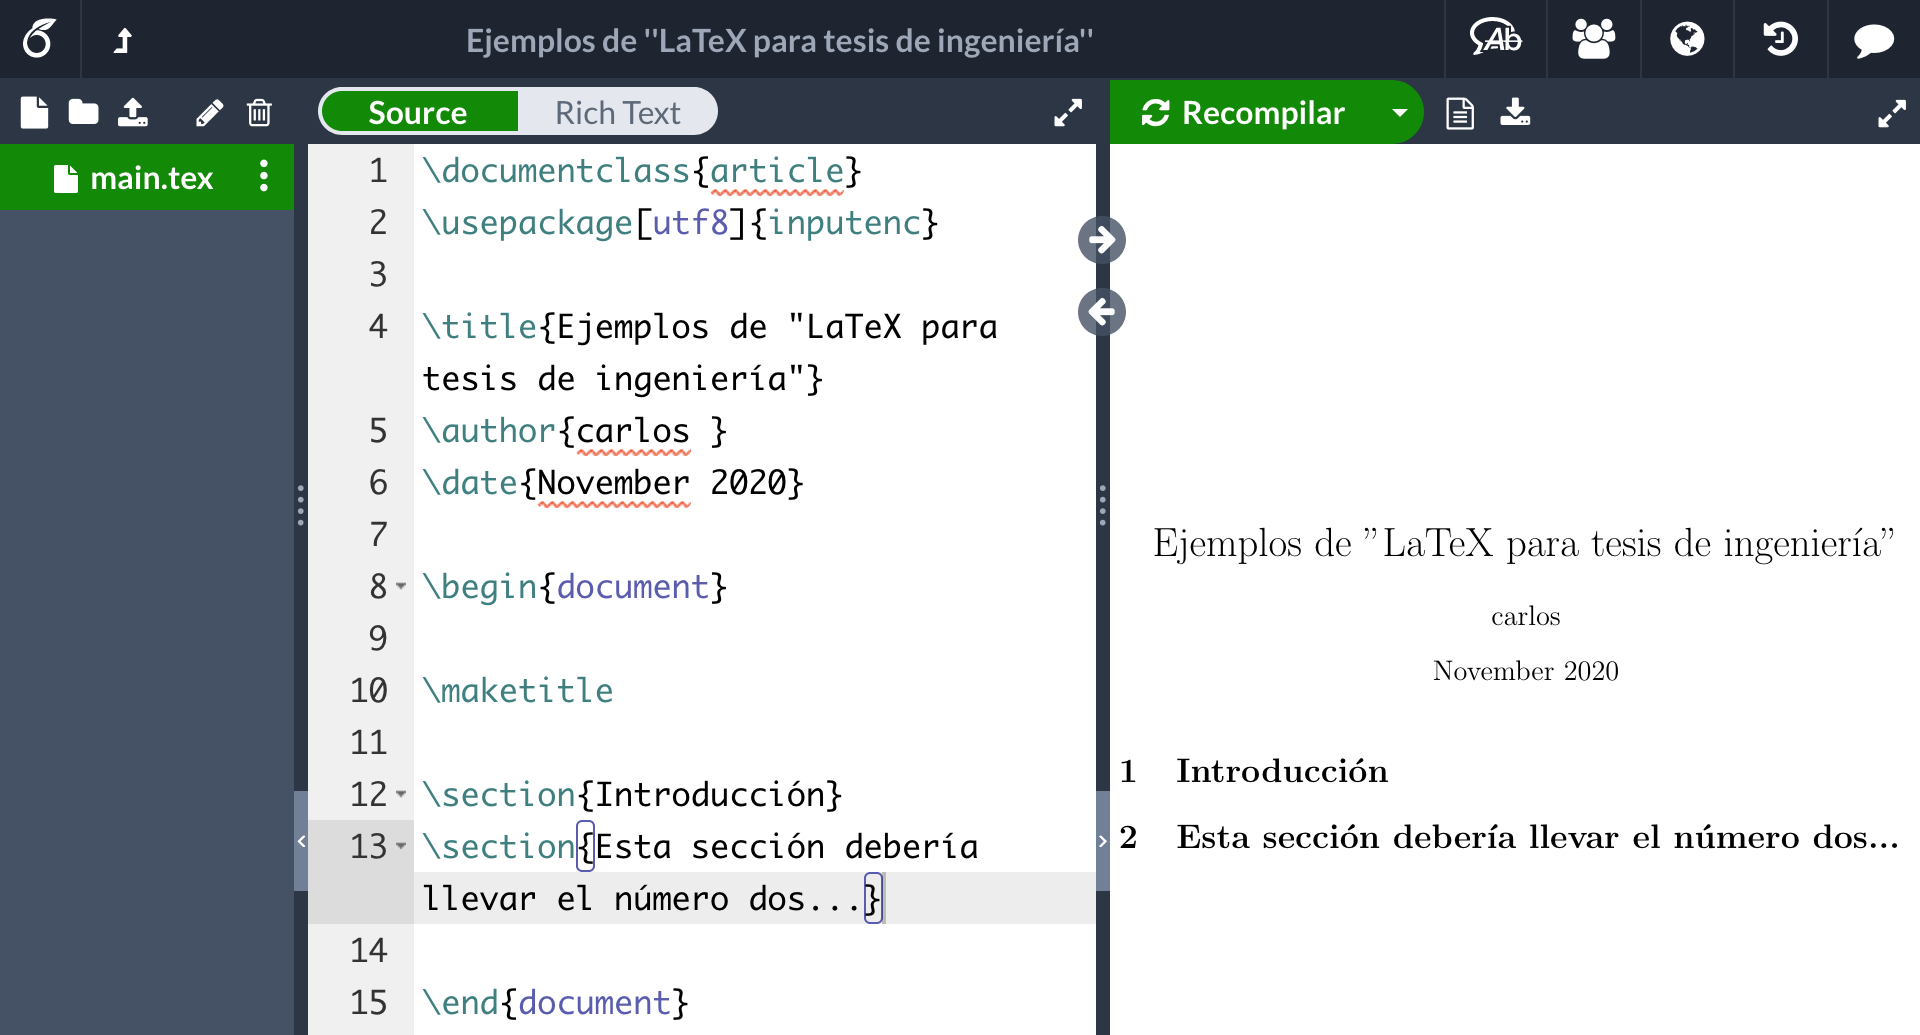 Ejemplos de ''LaTeX para tesis de ingeniería''
Ab
Source
Rich Text
Recompilar
main.tex
1 \documentclass{article}
2 \usepackage[utf8]{inputenc}
3
4 \title{Ejemplos de "LaTeX para
tesis de ingeniería"}
5 \author{carlos }
6 \date{November 2020}
7
8 \begin{document}
9
10 \maketitle
11
12 \section{Introducción}
13 \section{Esta sección debería
llevar el número dos...}
14
15 \end{document}
Ejemplos de ”LaTeX para tesis de ingeniería”
carlos
November 2020
1 Introducción
2 Esta sección debería llevar el número dos...